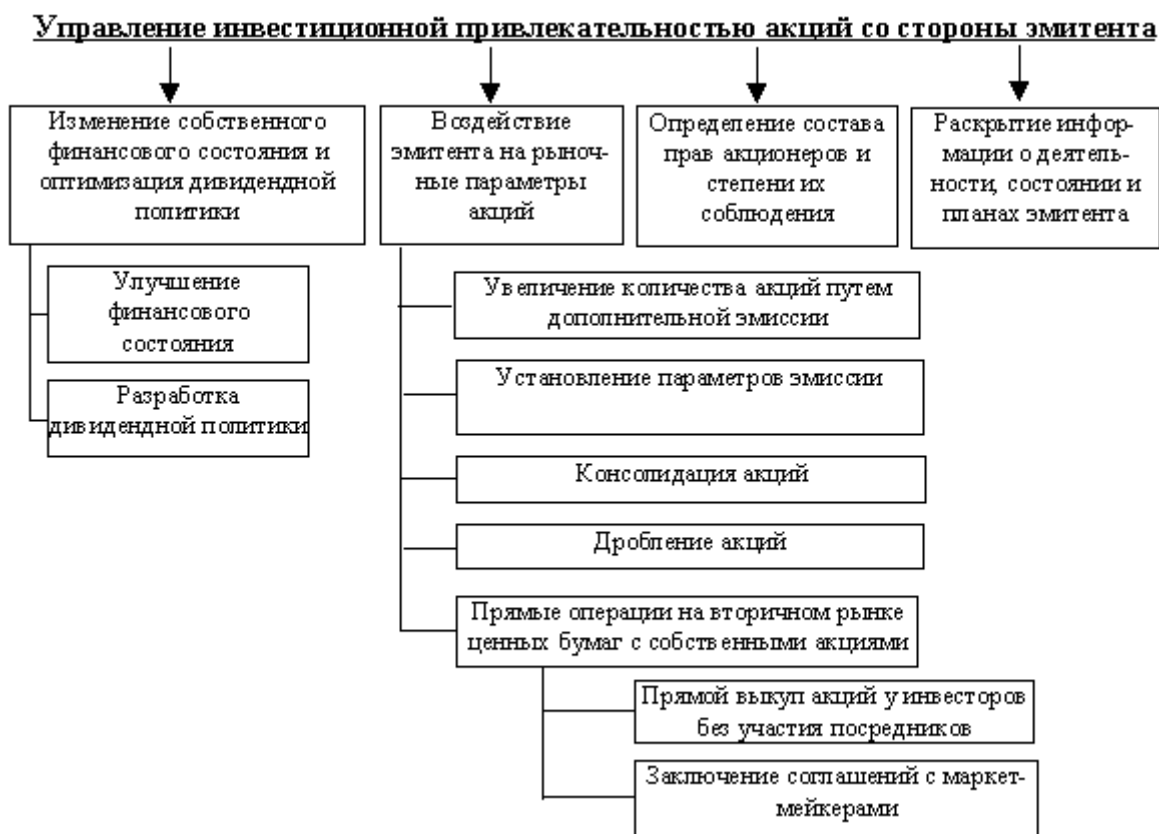 Управление инвестиционной привлекательностью акций со стороны эмитента
Изменение собственного
финансового состояния и
оптимизация дивидендной
политики
Воздействие
эмитента на рыноч-
ные параметры
акций
Определение состава
прав акционеров и
степени их
соблюдения
Раскрытие инфор-
мации о деятель-
ности, состоянии и
планах эмитента
Улучшение
финансового
состояния
Разработка
дивидендной политики
Увеличение количества акций путем
дополнительной эмиссии
Установление параметров эмиссии
Консолидация акций
Дробление акций
Прямые операции на вторичном рынке
ценных бумаг с собственными акциями
Прямой выкуп акций у инвесторов
без участия посредников
Заключение соглашений с маркет-
мейкерами